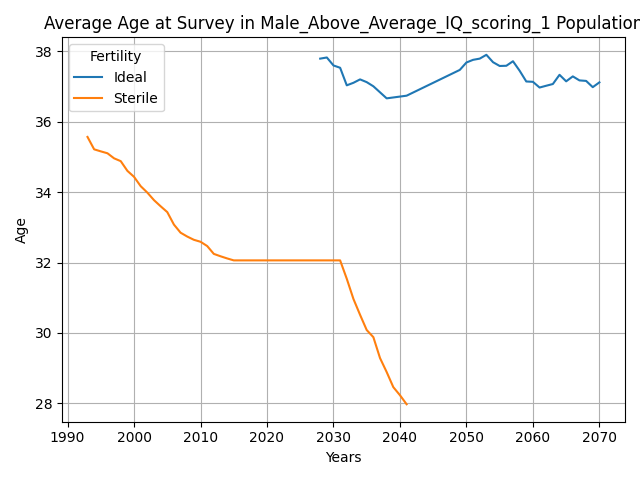 Average Age at Survey in Male_Above_Average_IQ_scoring_1 Population
Fertility
Ideal
Sterile
38
36
34
32
30
28
Age
1990 2000 2010 2020 2030 2040 2050 2060 2070
Years